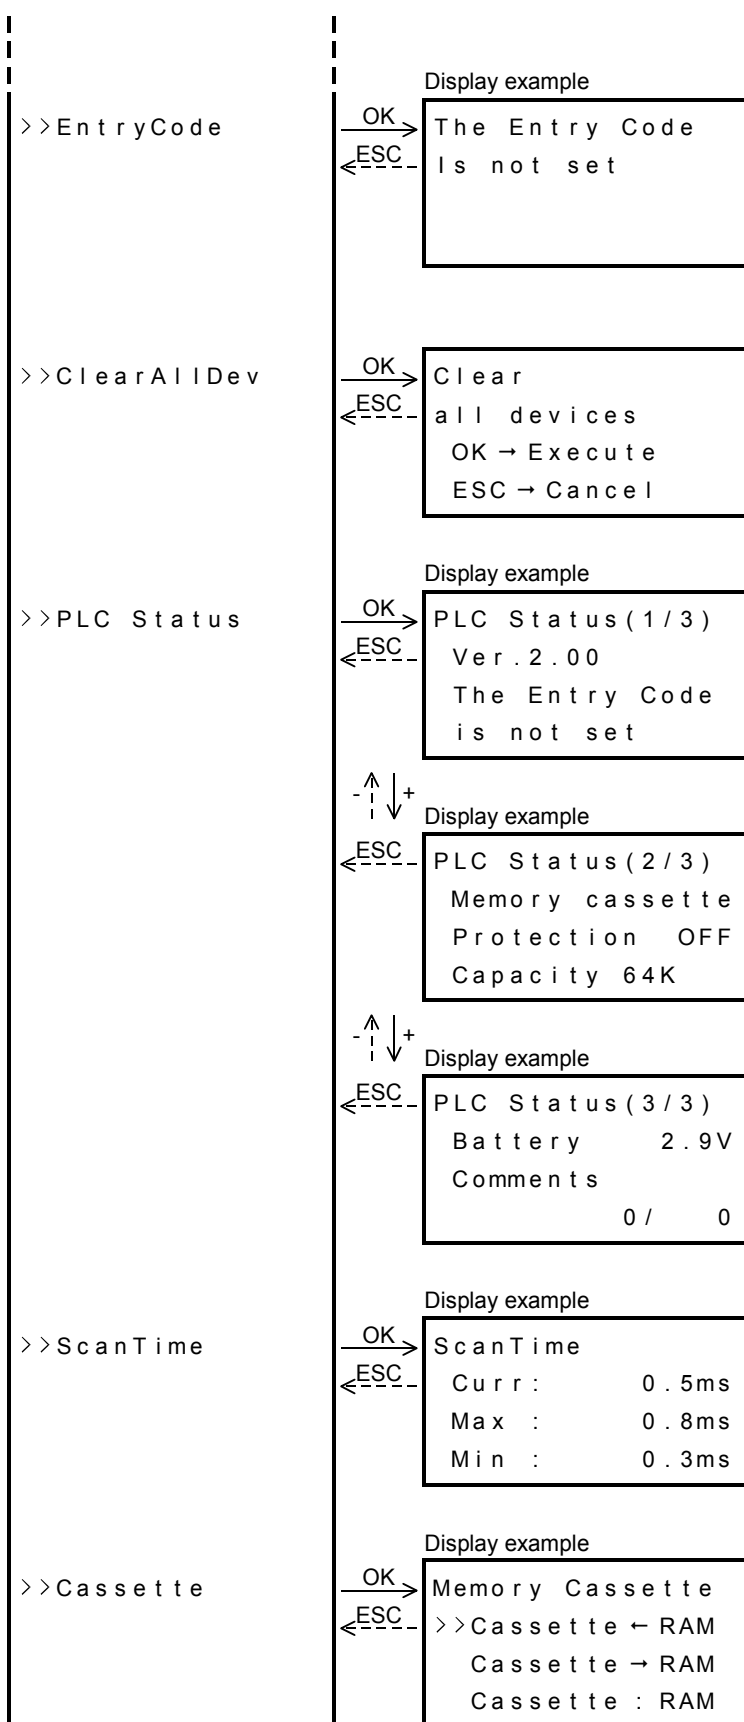 Display example
>>EntryCode OK The Entry Code
ESC Is not set
>>ClearAllDev OK Clear
ESC all devices
OK → Execute
ESC → Cancel
Display example
>>PLC Status OK PLC Status(1/3)
ESC Ver.2.00
The Entry Code
is not set
- +
Display example
ESC PLC Status(2/3)
Memory cassette
Protection OFF
Capacity 64K
- +
Display example
ESC PLC Status(3/3)
Battery 2.9V
Comments
0/ 0
Display example
>>ScanTime OK ScanTime
ESC Curr: 0.5ms
Max : 0.8ms
Min : 0.3ms
Display example
>>Cassette OK Memory Cassette
ESC >>Cassette ← RAM
Cassette → RAM
Cassette : RAM